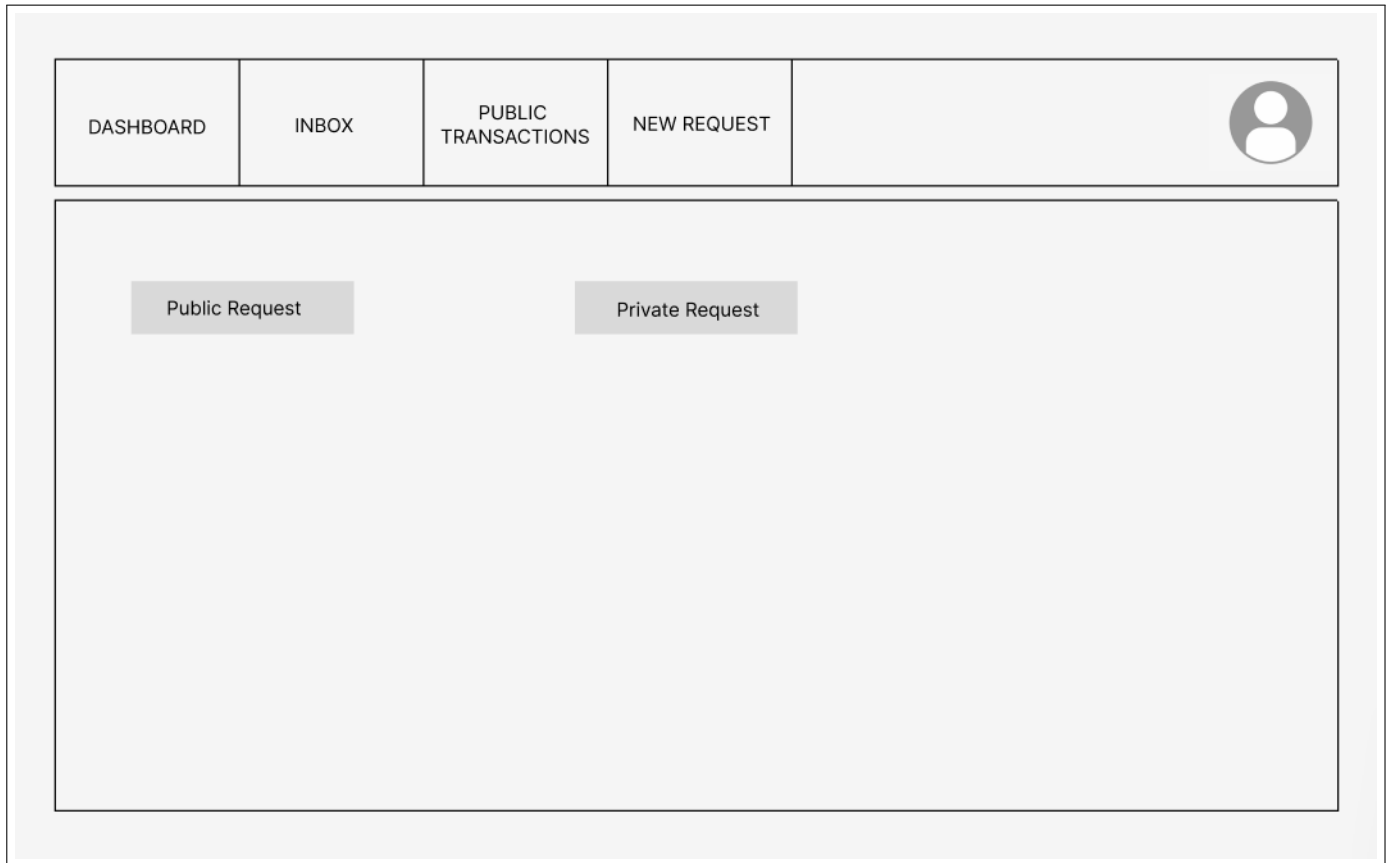 DASHBOARD
INBOX
PUBLIC
TRANSACTIONS
NEW REQUEST
Public Request
Private Request